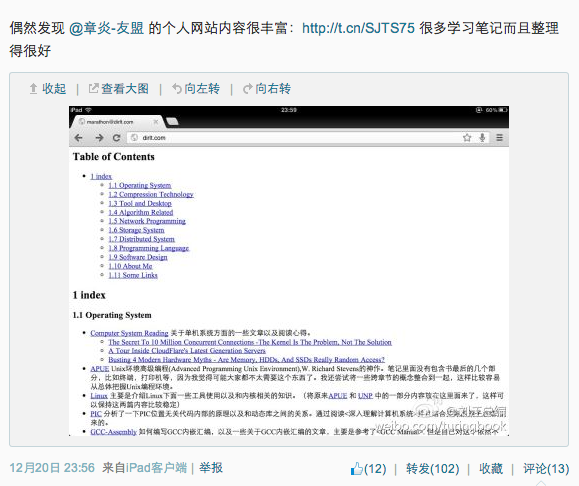 偶然发现 @章炎-友盟 的个人网站内容很丰富：http://t.cn/SJTS75 很多学习笔记而且整理
得很好
收起 | 查看大图 | 向左转 | 向右转
iPad 23:59 60%
marathon@dirlt.com
dirlt.com
Table of Contents
1 index
1.1 Operating System
1.2 Compression Technology
1.3 Tool and Desktop
1.4 Algorithm Related
1.5 Network Programming
1.6 Storage System
1.7 Distributed System
1.8 Programming Language
1.9 Software Design
1.10 About Me
1.11 Some Links
1 index
1.1 Operating System
Computer System Reading 关于单机系统方面的一些文章以及阅读心得。
The Secret To 10 Million Concurrent Connections -The Kernel Is The Problem, Not The Solution
A Tour Inside CloudFlare's Latest Generation Servers
Busting 4 Modern Hardware Myths - Are Memory, HDDs, And SSDs Really Random Access?
APUE Unix环境高级编程(Advanced Programming Unix Environment),W. Richard Stevens的神作。笔记里面没有包含书最后的几个部
分，比如终端，打印机等，因为我觉得可能大家都不太需要这个东西了。我还尝试将一些跨章节的概念整合到一起，这样比较容易
从总体把握Unix编程环境。
Linux 主要是介绍Linux下面一些工具使用以及和内核相关的知识。（将原来APUE 和 UNP 中的一部分内容放在这里面来了，这样可
以保持这两篇内容比较稳定）
PIC 分析了一下PIC位置无关代码内部的原理以及和动态库之间的关系。通过阅读<深入理解计算机系统>
来的。
GCC-Assembly 如何编写GCC内嵌汇编，以及一些关于GCC内嵌汇编的文章，主要是参考了<GCC Manual>
weibo.com/turingbook
12月20日 23:56 来自iPad客户端 | 举报
(12) | 转发(102) | 收藏 | 评论(13)